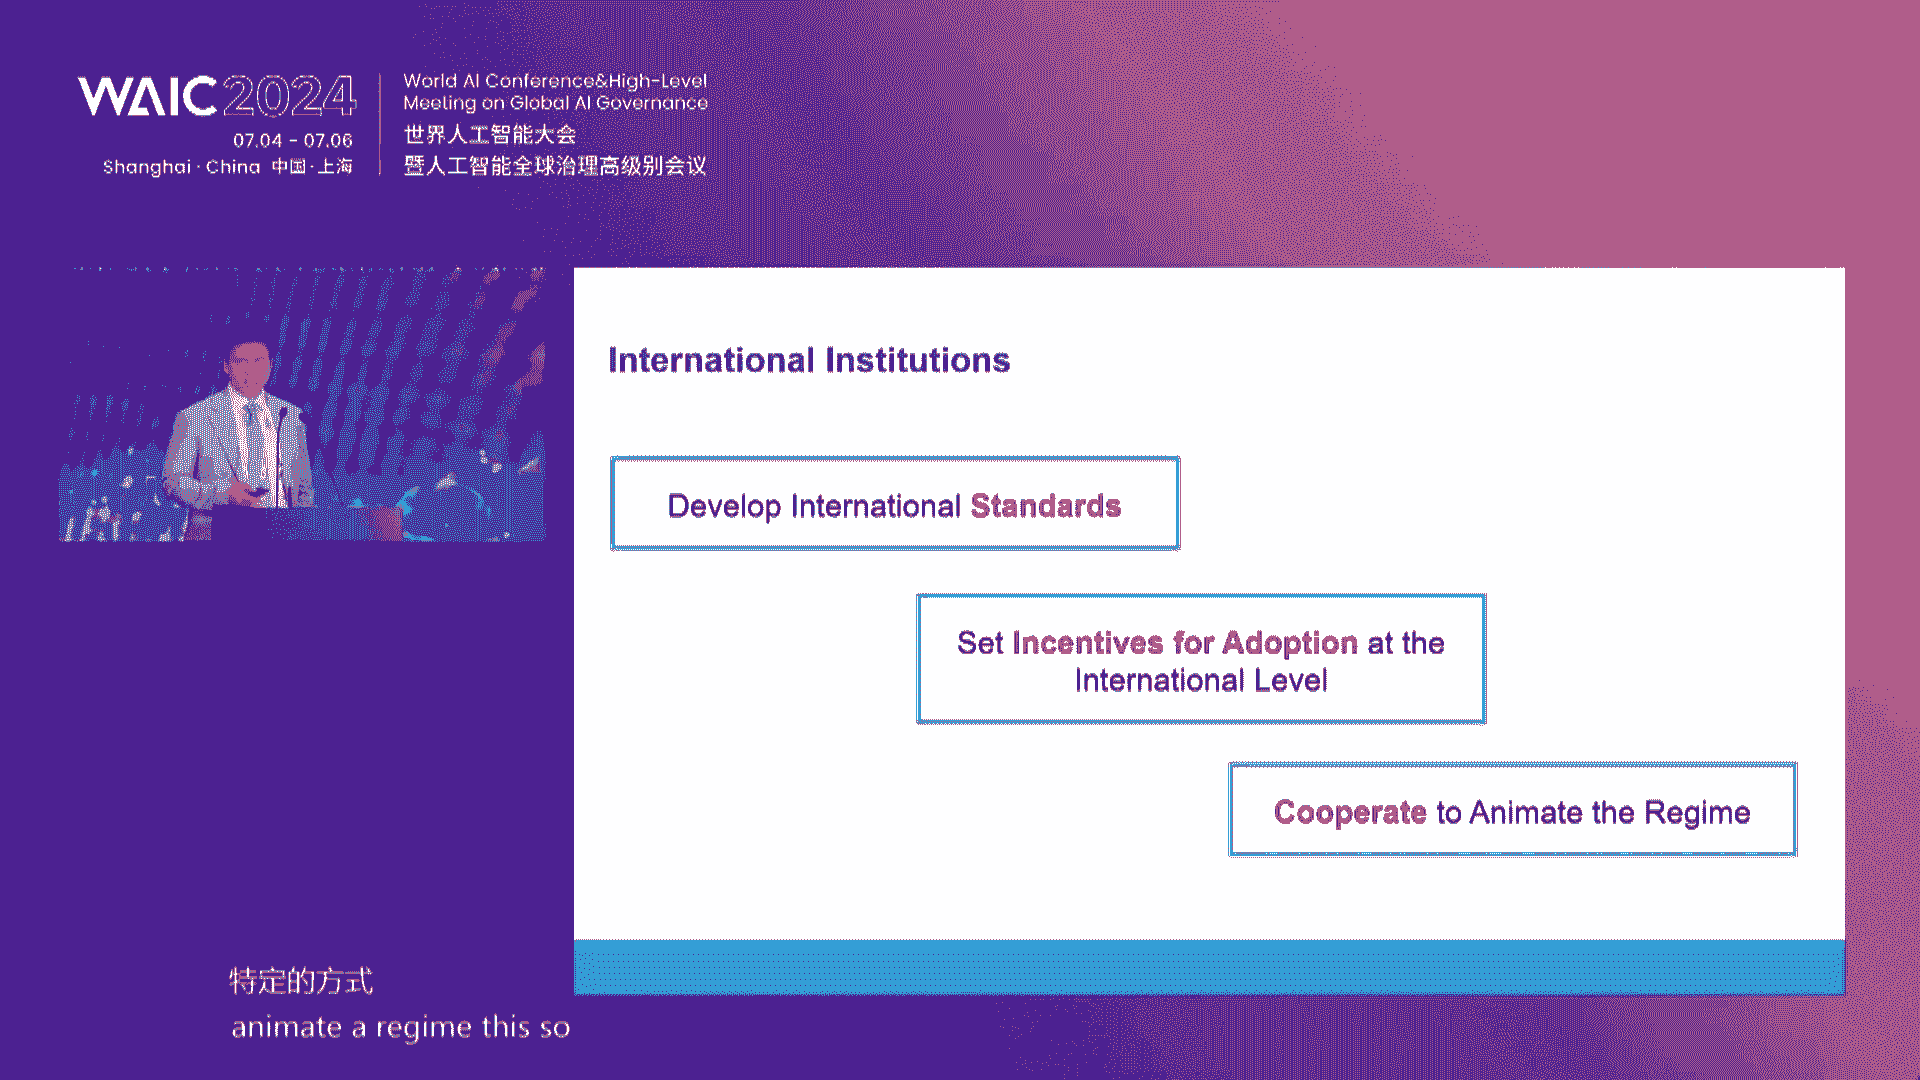 WAIC 2024
07.04 - 07.06
Shanghai · China 中国 · 上海
World AI Conference&High-Level
Meeting on Global AI Governance
世界人工智能大会
暨人工智能全球治理高级别会议
International Institutions
Develop International Standards
Set Incentives for Adoption at the
International Level
Cooperate to Animate the Regime
特定的方式
animate a regime this so